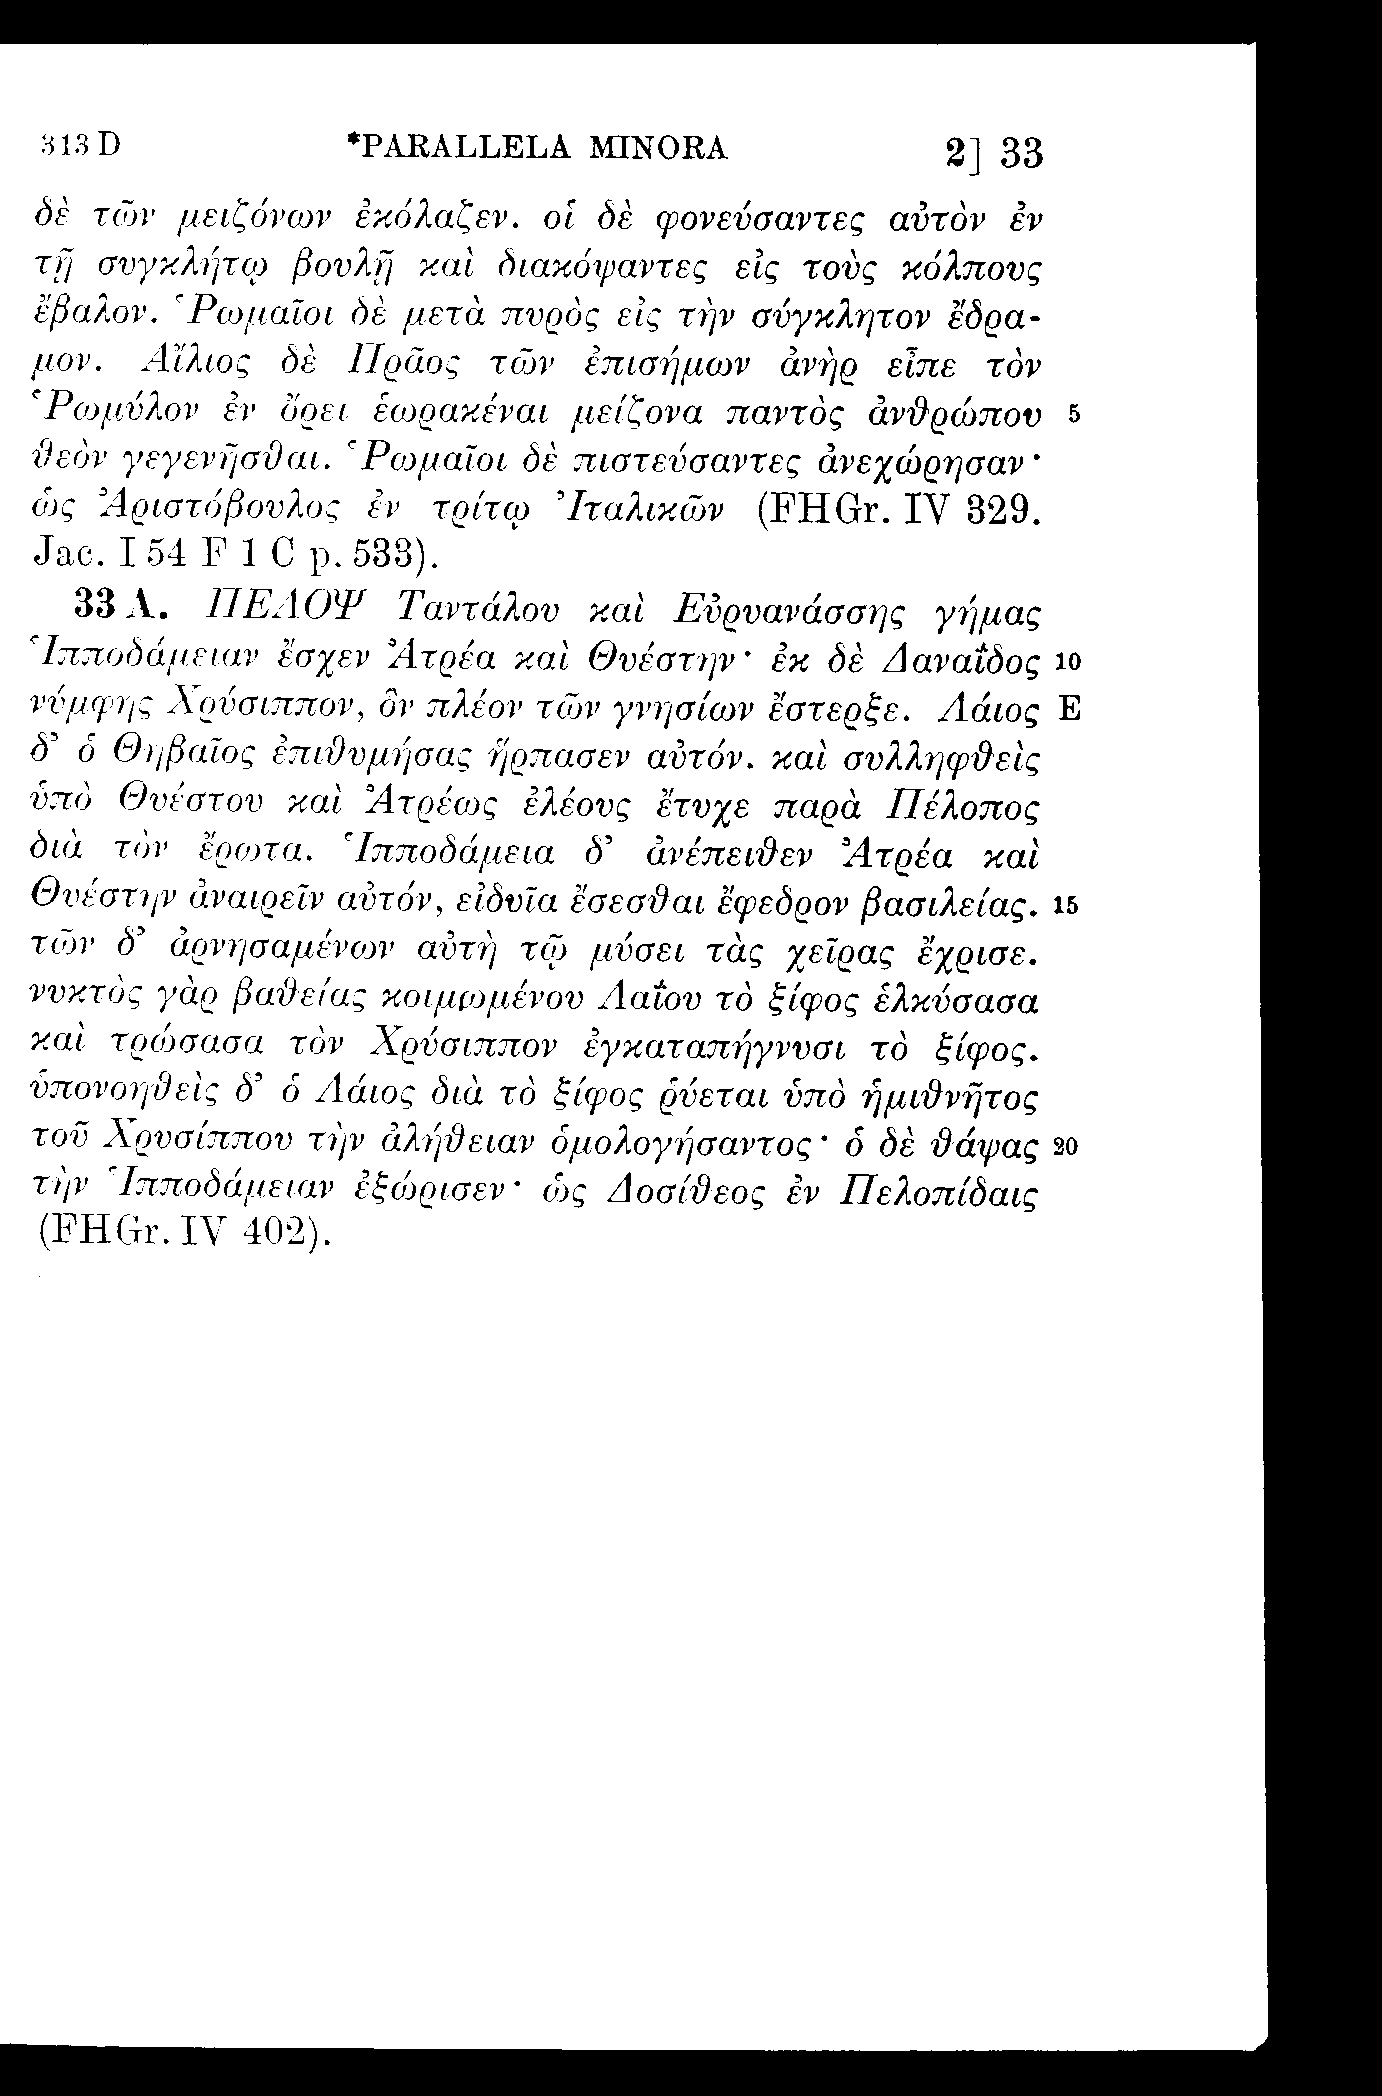 313 D *PARALLELA MINORA 2] 33
δὲ τῶν μειζόνων ἐκόλαζεν. οἱ δὲ φονεύσαντες αὐτὸν ἐν
τῇ συγκλήτῳ βουλῇ καὶ διακόψαντες εἰς τοὺς κόλπους
ἔβαλον. Ῥωμαῖοι δὲ μετὰ πυρὸς εἰς τὴν σύγκλητον ἔδρα-
μον. Αἴλιος δὲ Πρᾶος τῶν ἐπισήμων ἀνὴρ εἶπε τὸν
Ῥωμύλον ἐν ὄρει ἑωρακέναι μείζονα παντὸς ἀνθρώπου 5
θεὸν γεγενῆσθαι. Ῥωμαῖοι δὲ πιστεύσαντες ἀνεχώρησαν·
ὡς Ἀριστόβουλος ἐν τρίτῳ Ἰταλικῶν (FHGr. IV 329.
Jac. I 54 F 1 C p. 533).
33 A. ΠΕΛΟΨ Ταντάλου καὶ Εὐρυανάσσης γήμας
Ἱπποδάμειαν ἔσχεν Ἀτρέα καὶ Θυέστην· ἐκ δὲ Δαναΐδος 10
νύμφης Χρύσιππον, ὃν πλέον τῶν γνησίων ἔστερξε. Λάιος E
δ’ ὁ Θηβαῖος ἐπιθυμήσας ἥρπασεν αὐτόν. καὶ συλληφθεὶς
ὑπὸ Θυέστου καὶ Ἀτρέως ἐλέους ἔτυχε παρὰ Πέλοπος
διὰ τὸν ἔρωτα. Ἱπποδάμεια δ’ ἀνέπειθεν Ἀτρέα καὶ
Θυέστην ἀναιρεῖν αὐτόν, εἰδυῖα ἔσεσθαι ἔφεδρον βασιλείας. 15
τῶν δ’ ἀρνησαμένων αὐτὴ τῷ μύσει τὰς χεῖρας ἔχρισε.
νυκτὸς γὰρ βαθείας κοιμωμένου Λαΐου τὸ ξίφος ἑλκύσασα
καὶ τρώσασα τὸν Χρύσιππον ἐγκαταπήγνυσι τὸ ξίφος.
ὑπονοηθεὶς δ’ ὁ Λάιος διὰ τὸ ξίφος ῥύεται ὑπὸ ἡμιθνῆτος
τοῦ Χρυσίππου τὴν ἀλήθειαν ὁμολογήσαντος· ὁ δὲ θάψας 20
τὴν Ἱπποδάμειαν ἐξώρισεν· ὡς Δοσίθεος ἐν Πελοπίδαις
(FHGr. IV 402).